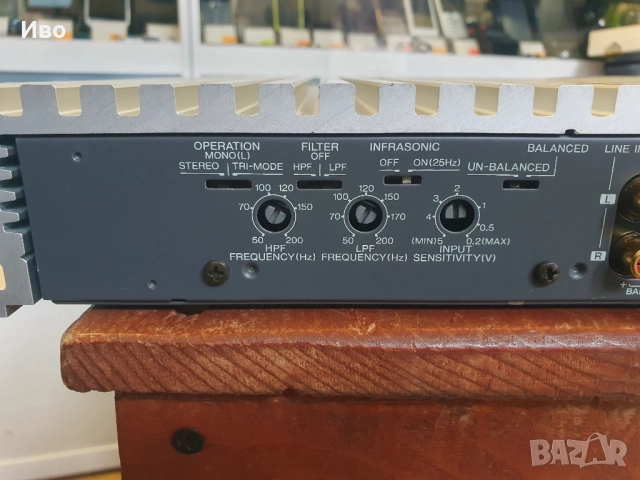 Иво
OPERATION
MONO(L)
STEREO TRI-MODE
FILTER
OFF
HPF LPF
INFRASONIC
OFF ON(25Hz)
BALANCED
UN-BALANCED
LINE I
L
R
100 120
70 150
50 200
HPF
FREQUENCY(Hz)
120
100 150
70 170
50 200
LPF
FREQUENCY(Hz)
2
3 1
4 0.5
(MIN)5 0.2(MAX)
INPUT
SENSITIVITY(V)
+
BA
BAZAR